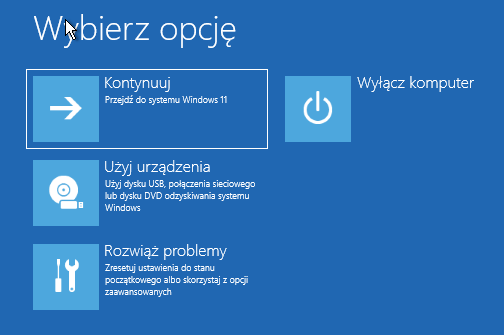 Wybierz opcję
Kontynuuj
Przejdź do systemu Windows 11
Wyłącz komputer
Użyj urządzenia
Użyj dysku USB, połączenia sieciowego
lub dysku DVD odzyskiwania systemu
Windows
Rozwiąż problemy
Zresetuj ustawienia do stanu
początkowego albo skorzystaj z opcji
zaawansowanych